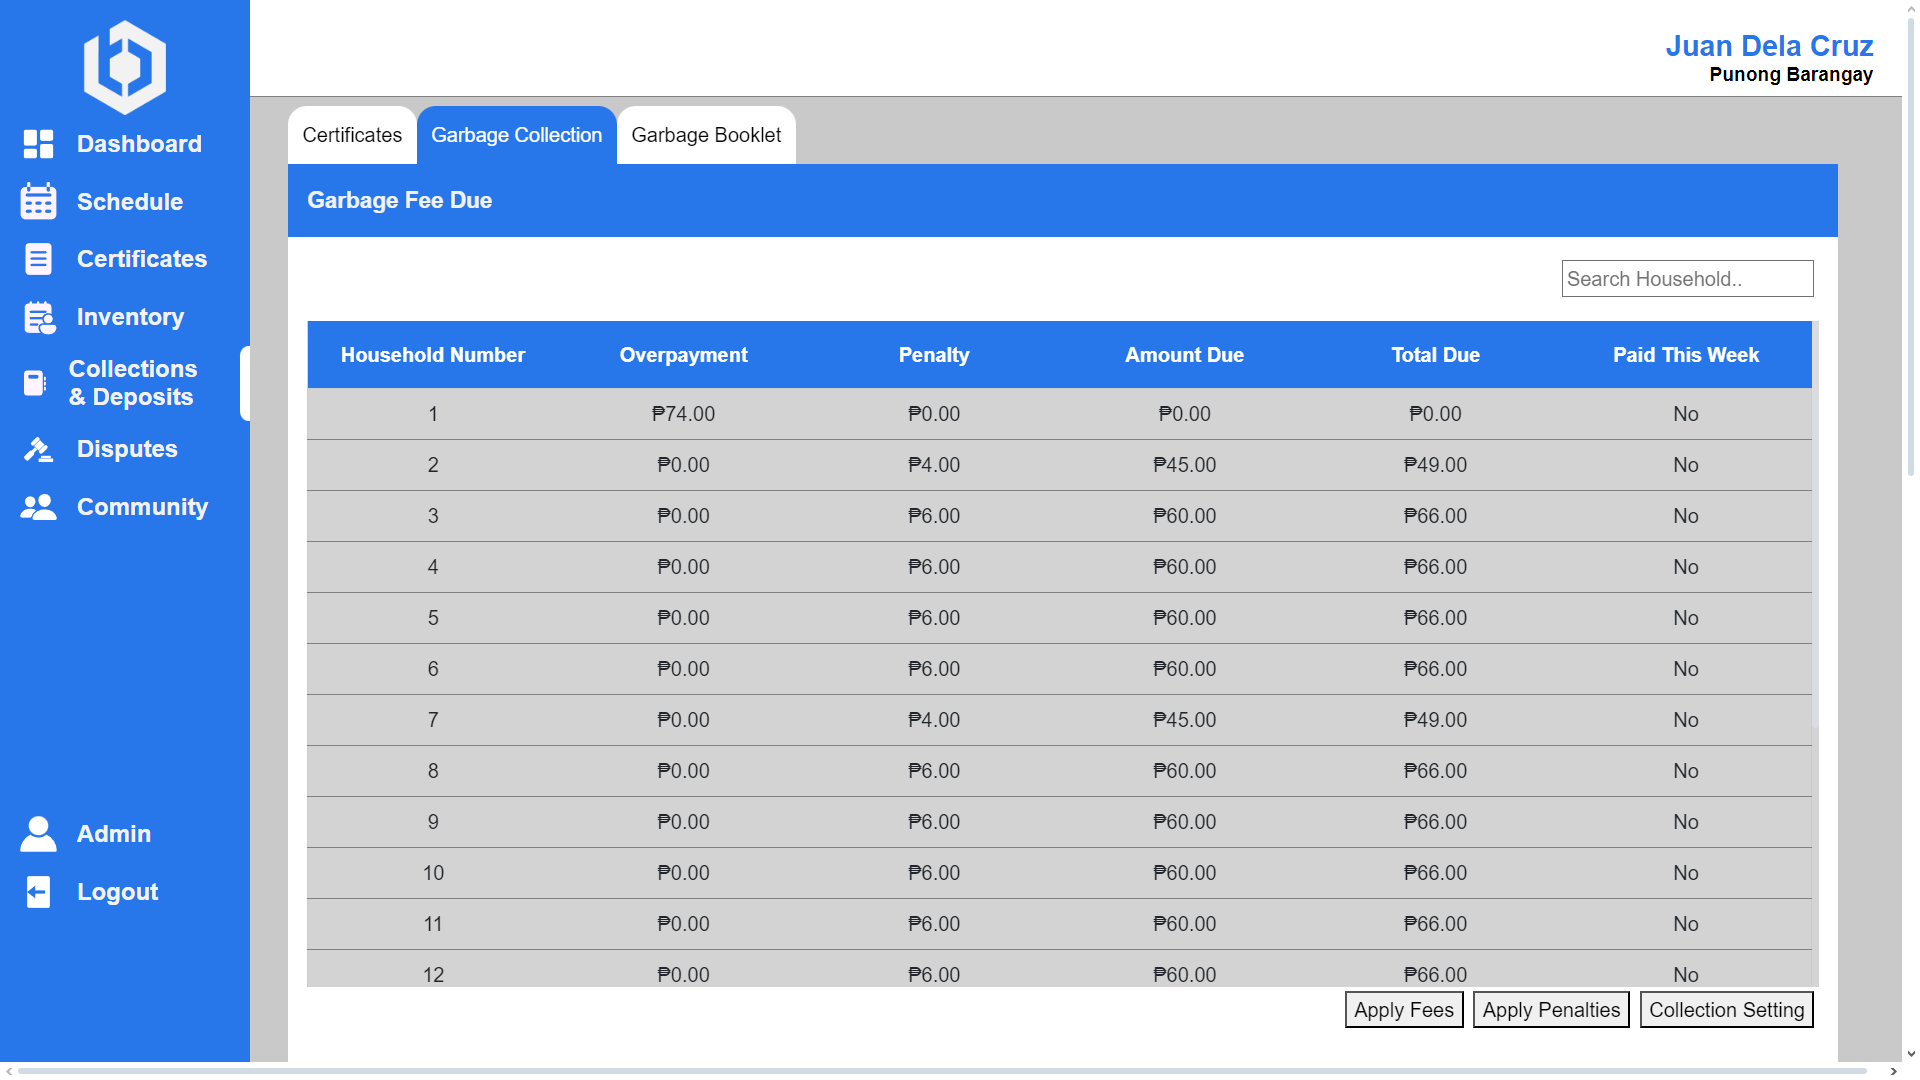 Juan Dela Cruz
Punong Barangay
Dashboard
Schedule
Certificates
Inventory
Collections
& Deposits
Disputes
Community
Admin
Logout
Certificates Garbage Collection Garbage Booklet
Garbage Fee Due
Search Household..
Household Number Overpayment Penalty Amount Due Total Due Paid This Week
1 ₱74.00 ₱0.00 ₱0.00 ₱0.00 No
2 ₱0.00 ₱4.00 ₱45.00 ₱49.00 No
3 ₱0.00 ₱6.00 ₱60.00 ₱66.00 No
4 ₱0.00 ₱6.00 ₱60.00 ₱66.00 No
5 ₱0.00 ₱6.00 ₱60.00 ₱66.00 No
6 ₱0.00 ₱6.00 ₱60.00 ₱66.00 No
7 ₱0.00 ₱4.00 ₱45.00 ₱49.00 No
8 ₱0.00 ₱6.00 ₱60.00 ₱66.00 No
9 ₱0.00 ₱6.00 ₱60.00 ₱66.00 No
10 ₱0.00 ₱6.00 ₱60.00 ₱66.00 No
11 ₱0.00 ₱6.00 ₱60.00 ₱66.00 No
12 ₱0.00 ₱6.00 ₱60.00 ₱66.00 No
Apply Fees Apply Penalties Collection Setting